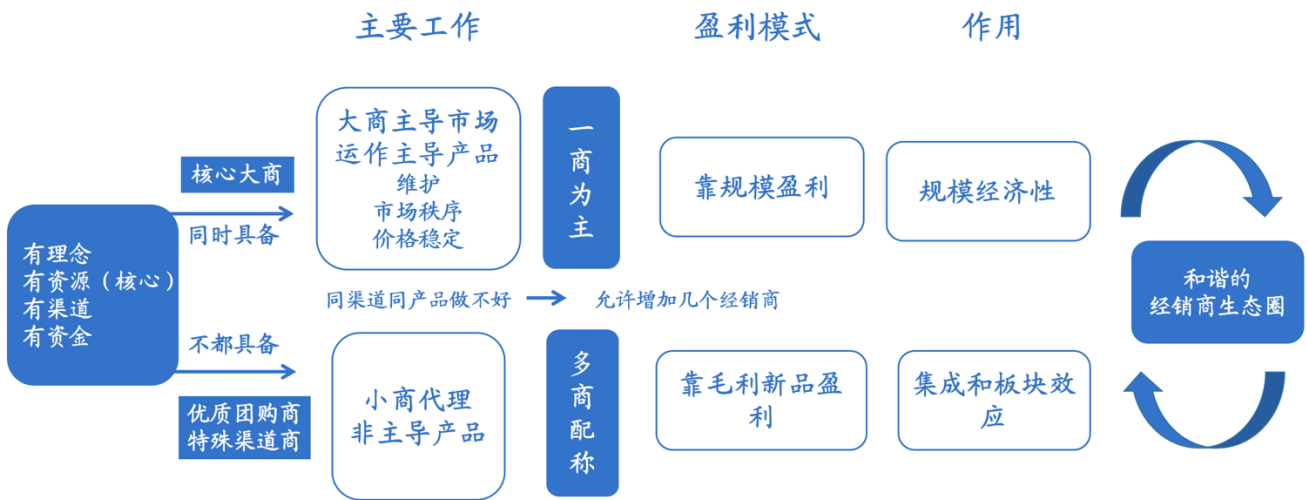 主要工作
盈利模式
作用
有理念
有资源（核心）
有渠道
有资金
核心大商
同时具备
大商主导市场
运作主导产品
维护
市场秩序
价格稳定
一商为主
靠规模盈利
规模经济性
同渠道同产品做不好
允许增加几个经销商
不都具备
优质团购商
特殊渠道商
小商代理
非主导产品
多商配称
靠毛利新品盈
利
集成和板块效
应
和谐的
经销商生态圈